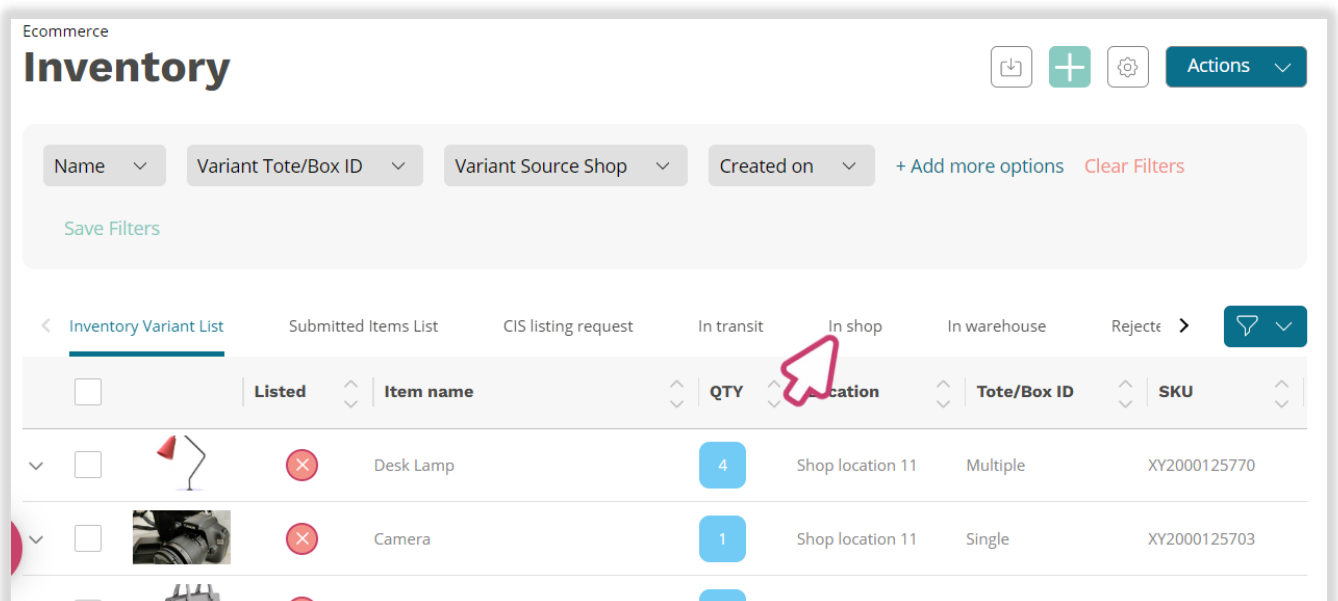 Ecommerce
Inventory
Actions
Name Variant Tote/Box ID Variant Source Shop Created on + Add more options Clear Filters
Save Filters
Inventory Variant List Submitted Items List CIS listing request In transit In shop In warehouse Rejecte
Listed Item name QTY Location Tote/Box ID SKU
Desk Lamp 4 Shop location 11 Multiple XY2000125770
Camera 1 Shop location 11 Single XY2000125703